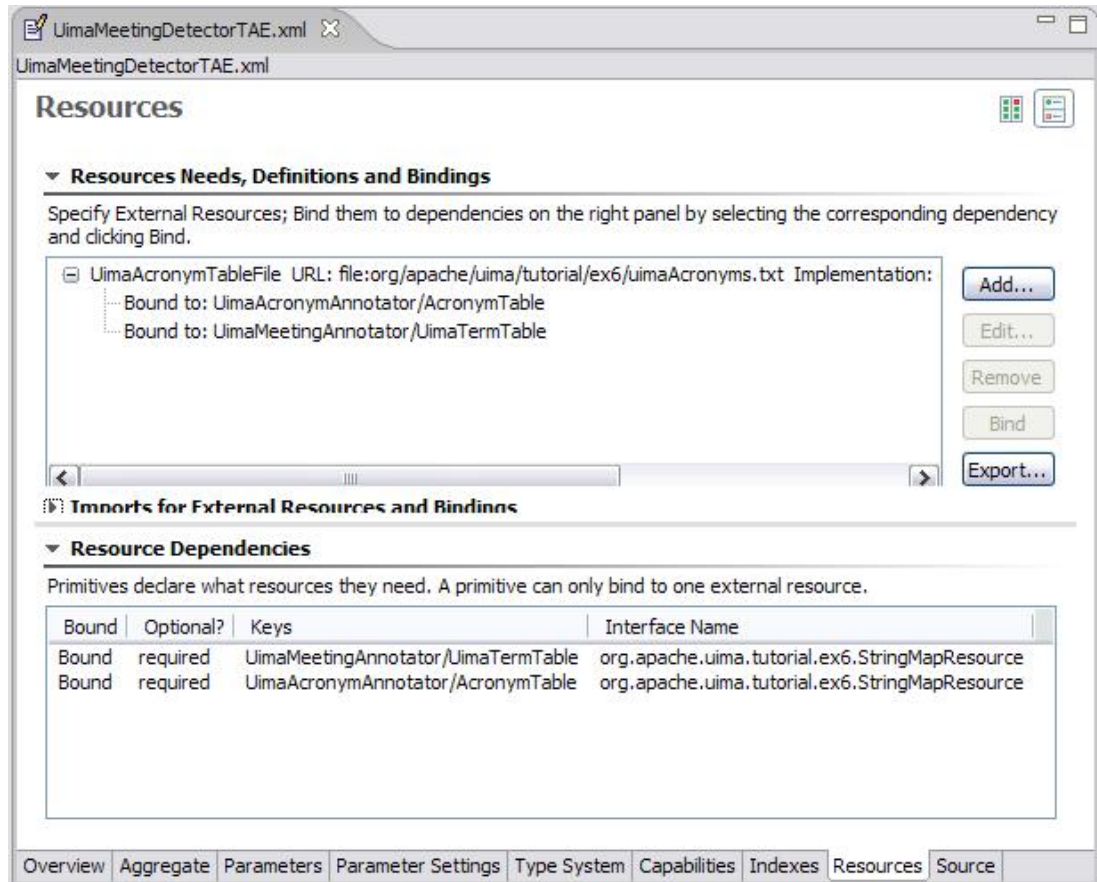 UimaMeetingDetectorTAE.xml
UimaMeetingDetectorTAE.xml
Resources
Resources Needs, Definitions and Bindings
Specify External Resources; Bind them to dependencies on the right panel by selecting the corresponding dependency
and clicking Bind.
UimaAcronymTableFile URL: file:org/apache/uima/tutorial/ex6/uimaAcronyms.txt Implementation:
Bound to: UimaAcronymAnnotator/AcronymTable
Bound to: UimaMeetingAnnotator/UimaTermTable
Add...
Edit...
Remove
Bind
Export...
Imports for External Resources and Bindings
Resource Dependencies
Primitives declare what resources they need. A primitive can only bind to one external resource.
Bound Optional? Keys Interface Name
Bound required UimaMeetingAnnotator/UimaTermTable org.apache.uima.tutorial.ex6.StringMapResource
Bound required UimaAcronymAnnotator/AcronymTable org.apache.uima.tutorial.ex6.StringMapResource
Overview Aggregate Parameters Parameter Settings Type System Capabilities Indexes Resources Source